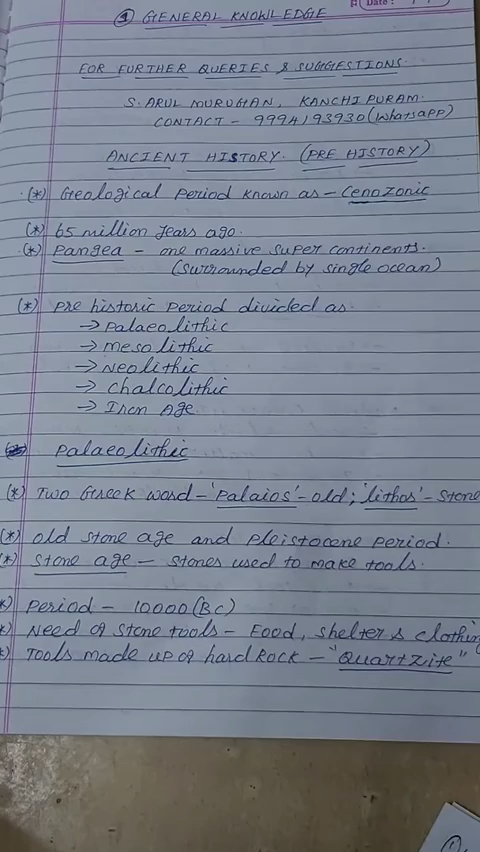 Date :
① GENERAL KNOWLEDGE
FOR FURTHER QUERIES & SUGGESTIONS.
S. ARUL MURUGHAN, KANCHIPURAM.
CONTACT - 9994193930 (Whatsapp)
ANCIENT HISTORY. (PRE HISTORY)
(*) Geological Period known as - Cenozonic
(*) 65 million years ago.
(*) Pangea - one massive super continents.
(surrounded by single ocean)
(*) Pre historic Period divided as.
→ Palaeolithic
→ Mesolithic
→ Neolithic
→ Chalcolithic
→ Iron Age
Palaeolithic
(*) Two Greek word - 'Palaios' - old; 'lithos' - Stone
(*) old stone age and Pleistocene Period.
(*) Stone age - stones used to make tools.
*) Period - 10000 (BC)
*) Need of stone tools - Food, shelter & clothing
*) Tools made up of hard Rock - "Quartzite"